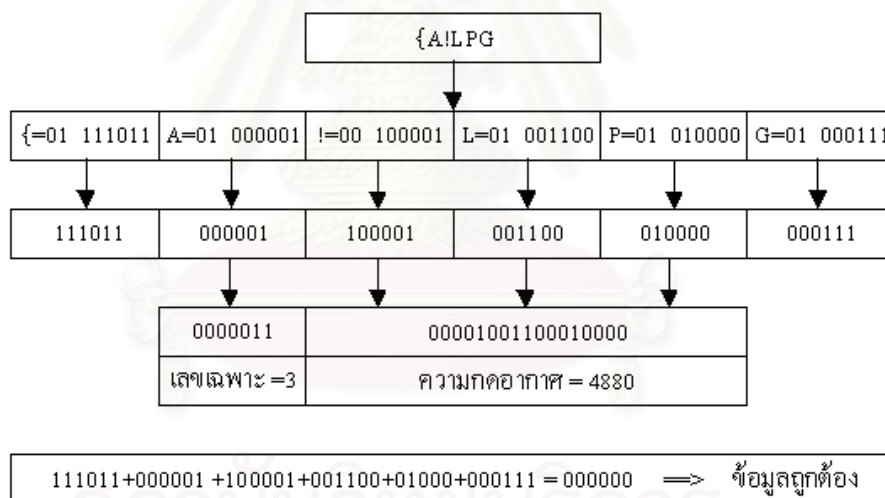 {A!LPG
{=01 111011 A=01 000001 !=00 100001 L=01 001100 P=01 010000 G=01 000111
111011 000001 100001 001100 010000 000111
0000011 00001001100010000
เลขเฉพาะ =3 ความกดอากาศ = 4880
111011+000001 +100001+001100+01000+000111 = 000000 ==> ข้อมูลถูกต้อง